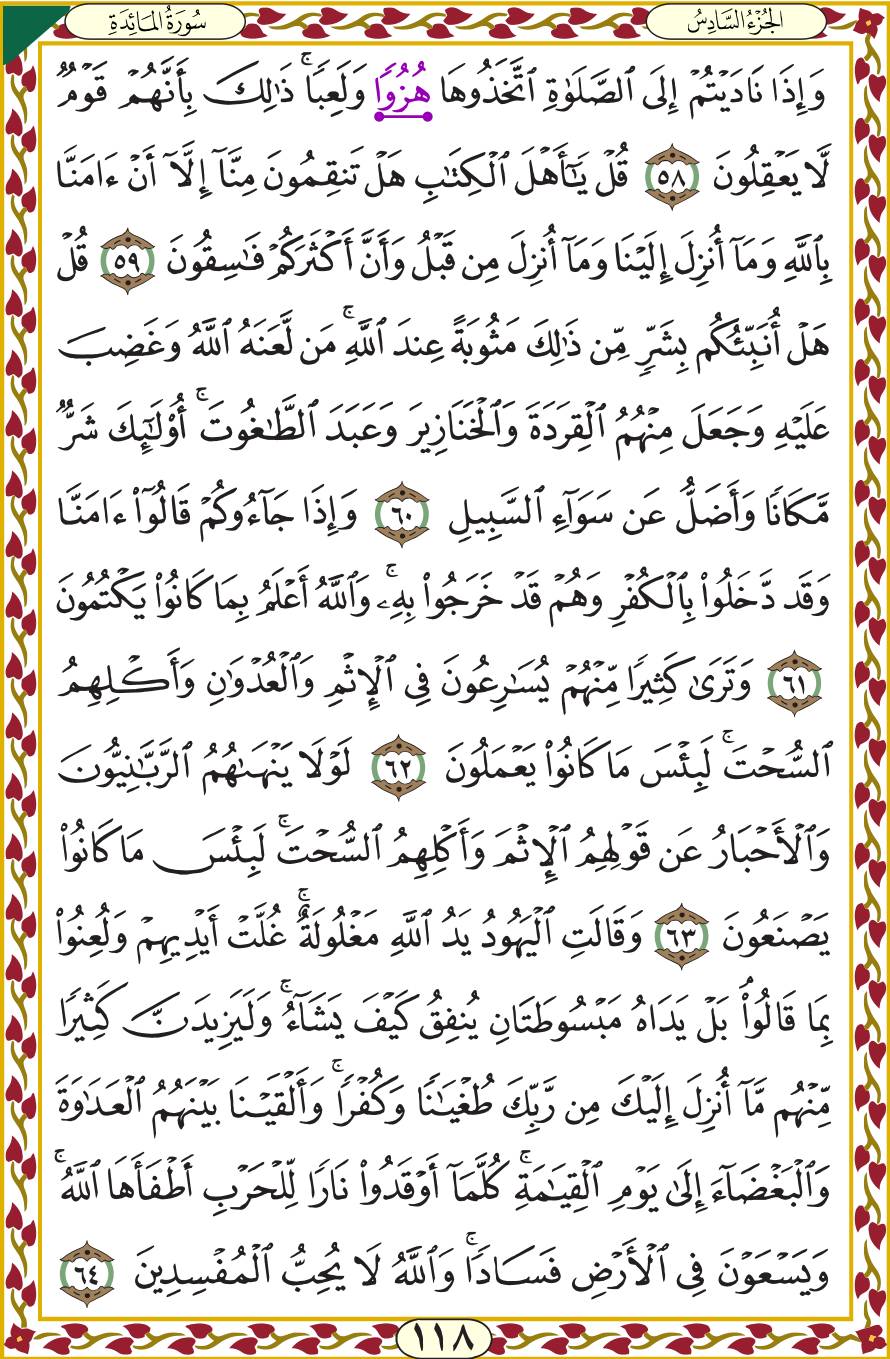 الجُزْءُ السَّادِسُ
سُورَةُ المَائِدَةِ
وَإِذَا نَادَيْتُمْ إِلَى ٱلصَّلَوٰةِ ٱتَّخَذُوهَا هُزُوًا وَلَعِبًا ۚ ذَٰلِكَ بِأَنَّهُمْ قَوْمٌ
لَّا يَعْقِلُونَ ٥٨ قُلْ يَـٰٓأَهْلَ ٱلْكِتَـٰبِ هَلْ تَنقِمُونَ مِنَّآ إِلَّآ أَنْ ءَامَنَّا
بِٱللَّهِ وَمَآ أُنزِلَ إِلَيْنَا وَمَآ أُنزِلَ مِن قَبْلُ وَأَنَّ أَكْثَرَكُمْ فَـٰسِقُونَ ٥٩ قُلْ
هَلْ أُنَبِّئُكُم بِشَرٍّ مِّن ذَٰلِكَ مَثُوبَةً عِندَ ٱللَّهِ ۚ مَن لَّعَنَهُ ٱللَّهُ وَغَضِبَ
عَلَيْهِ وَجَعَلَ مِنْهُمُ ٱلْقِرَدَةَ وَٱلْخَنَازِيرَ وَعَبَدَ ٱلطَّـٰغُوتَ ۚ أُو۟لَـٰٓئِكَ شَرٌّ
مَّكَانًا وَأَضَلُّ عَن سَوَآءِ ٱلسَّبِيلِ ٦٠ وَإِذَا جَآءُوكُمْ قَالُوٓا۟ ءَامَنَّا
وَقَد دَّخَلُوا۟ بِٱلْكُفْرِ وَهُمْ قَدْ خَرَجُوا۟ بِهِۦ ۚ وَٱللَّهُ أَعْلَمُ بِمَا كَانُوا۟ يَكْتُمُونَ
٦١ وَتَرَىٰ كَثِيرًا مِّنْهُمْ يُسَـٰرِعُونَ فِى ٱلْإِثْمِ وَٱلْعُدْوَٰنِ وَأَكْلِهِمُ
ٱلسُّحْتَ ۚ لَبِئْسَ مَا كَانُوا۟ يَعْمَلُونَ ٦٢ لَوْلَا يَنْهَىٰهُمُ ٱلرَّبَّـٰنِيُّونَ
وَٱلْأَحْبَارُ عَن قَوْلِهِمُ ٱلْإِثْمَ وَأَكْلِهِمُ ٱلسُّحْتَ ۚ لَبِئْسَ مَا كَانُوا۟
يَصْنَعُونَ ٦٣ وَقَالَتِ ٱلْيَهُودُ يَدُ ٱللَّهِ مَغْلُولَةٌ ۚ غُلَّتْ أَيْدِيهِمْ وَلُعِنُوا۟
بِمَا قَالُوا۟ ۘ بَلْ يَدَاهُ مَبْسُوطَتَانِ يُنفِقُ كَيْفَ يَشَآءُ ۚ وَلَيَزِيدَنَّ كَثِيرًا
مِّنْهُم مَّآ أُنزِلَ إِلَيْكَ مِن رَّبِّكَ طُغْيَـٰنًا وَكُفْرًا ۚ وَأَلْقَيْنَا بَيْنَهُمُ ٱلْعَدَٰوَةَ
وَٱلْبَغْضَآءَ إِلَىٰ يَوْمِ ٱلْقِيَـٰمَةِ ۚ كُلَّمَآ أَوْقَدُوا۟ نَارًا لِّلْحَرْبِ أَطْفَأَهَا ٱللَّهُ ۚ
وَيَسْعَوْنَ فِى ٱلْأَرْضِ فَسَادًا ۚ وَٱللَّهُ لَا يُحِبُّ ٱلْمُفْسِدِينَ ٦٤
١١٨